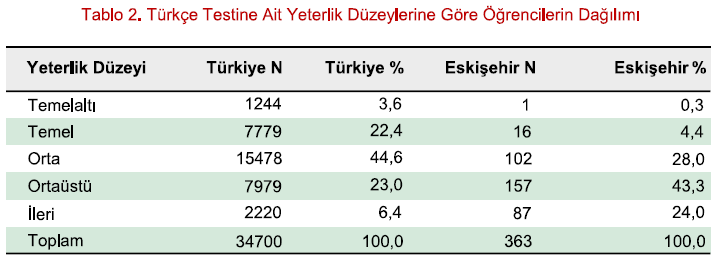 Tablo 2. Türkçe Testine Ait Yeterlik Düzeylerine Göre Öğrencilerin Dağılımı
Yeterlik Düzeyi Türkiye N Türkiye % Eskişehir N Eskişehir %
Temelaltı 1244 3,6 1 0,3
Temel 7779 22,4 16 4,4
Orta 15478 44,6 102 28,0
Ortaüstü 7979 23,0 157 43,3
İleri 2220 6,4 87 24,0
Toplam 34700 100,0 363 100,0